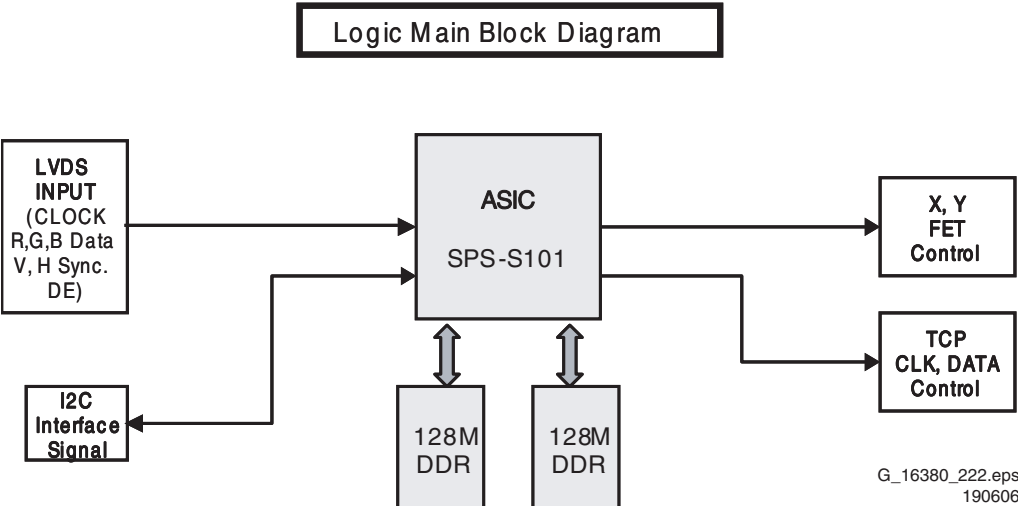 Logic Main Block Diagram
LVDS
INPUT
(CLOCK
R,G,B Data
V, H Sync.
DE)
ASIC
SPS-S101
X, Y
FET
Control
TCP
CLK, DATA
Control
I2C
Interface
Signal
128M
DDR
128M
DDR
G_16380_222.eps
190606